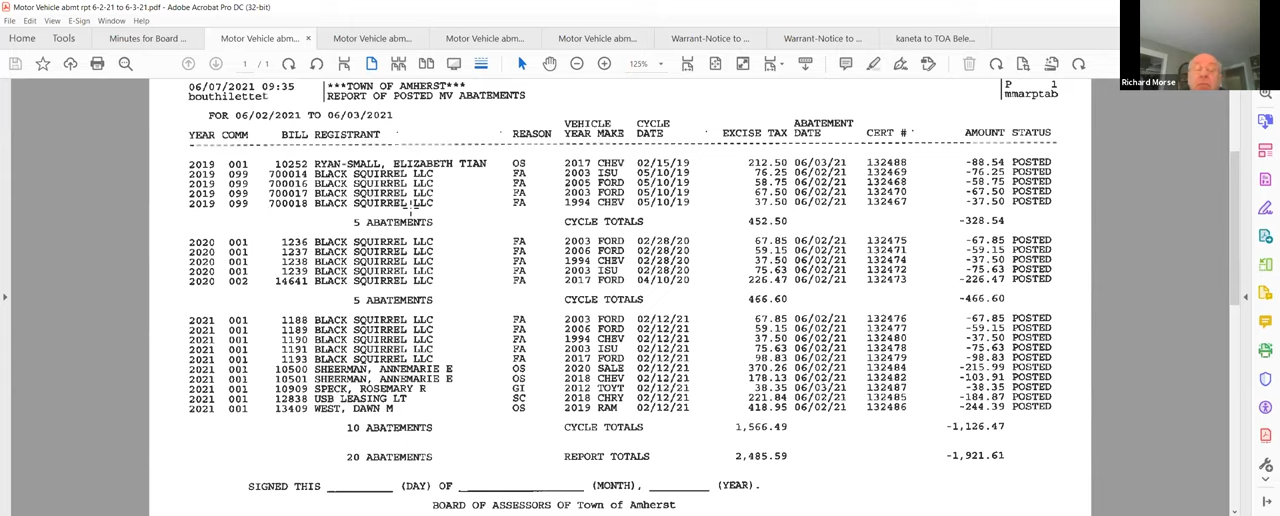 Motor Vehicle abmt rpt 6-2-21 to 6-3-21.pdf - Adobe Acrobat Pro DC (32-bit)
File Edit View E-Sign Window Help
Home Tools Minutes for Board ... Motor Vehicle abm... × Motor Vehicle abm... Motor Vehicle abm... Motor Vehicle abm... Warrant-Notice to ... Warrant-Notice to ... kaneta to TOA Bele...
1 / 1 125%
Richard Morse
06/07/2021 09:35 ***TOWN OF AMHERST*** P 1
bouthilettet REPORT OF POSTED MV ABATEMENTS mmarptab
FOR 06/02/2021 TO 06/03/2021
VEHICLE CYCLE ABATEMENT
YEAR COMM BILL REGISTRANT REASON YEAR MAKE DATE EXCISE TAX DATE CERT # AMOUNT STATUS
2019 001 10252 RYAN-SMALL, ELIZABETH TIAN OS 2017 CHEV 02/15/19 212.50 06/03/21 132488 -88.54 POSTED
2019 099 700014 BLACK SQUIRREL LLC FA 2003 ISU 05/10/19 76.25 06/02/21 132469 -76.25 POSTED
2019 099 700016 BLACK SQUIRREL LLC FA 2005 FORD 05/10/19 58.75 06/02/21 132468 -58.75 POSTED
2019 099 700017 BLACK SQUIRREL LLC FA 2003 FORD 05/10/19 67.50 06/02/21 132470 -67.50 POSTED
2019 099 700018 BLACK SQUIRREL LLC FA 1994 CHEV 05/10/19 37.50 06/02/21 132467 -37.50 POSTED
5 ABATEMENTS CYCLE TOTALS 452.50 -328.54
2020 001 1236 BLACK SQUIRREL LLC FA 2003 FORD 02/28/20 67.85 06/02/21 132475 -67.85 POSTED
2020 001 1237 BLACK SQUIRREL LLC FA 2006 FORD 02/28/20 59.15 06/02/21 132471 -59.15 POSTED
2020 001 1238 BLACK SQUIRREL LLC FA 1994 CHEV 02/28/20 37.50 06/02/21 132474 -37.50 POSTED
2020 001 1239 BLACK SQUIRREL LLC FA 2003 ISU 02/28/20 75.63 06/02/21 132472 -75.63 POSTED
2020 002 14641 BLACK SQUIRREL LLC FA 2017 FORD 04/10/20 226.47 06/02/21 132473 -226.47 POSTED
5 ABATEMENTS CYCLE TOTALS 466.60 -466.60
2021 001 1188 BLACK SQUIRREL LLC FA 2003 FORD 02/12/21 67.85 06/02/21 132476 -67.85 POSTED
2021 001 1189 BLACK SQUIRREL LLC FA 2006 FORD 02/12/21 59.15 06/02/21 132477 -59.15 POSTED
2021 001 1190 BLACK SQUIRREL LLC FA 1994 CHEV 02/12/21 37.50 06/02/21 132480 -37.50 POSTED
2021 001 1191 BLACK SQUIRREL LLC FA 2003 ISU 02/12/21 75.63 06/02/21 132478 -75.63 POSTED
2021 001 1193 BLACK SQUIRREL LLC FA 2017 FORD 02/12/21 98.83 06/02/21 132479 -98.83 POSTED
2021 001 10500 SHEERMAN, ANNEMARIE E OS 2020 SALE 02/12/21 370.26 06/02/21 132484 -215.99 POSTED
2021 001 10501 SHEERMAN, ANNEMARIE E OS 2018 CHEV 02/12/21 178.13 06/02/21 132482 -103.91 POSTED
2021 001 10909 SPECK, ROSEMARY R GI 2012 TOYT 02/12/21 38.35 06/03/21 132487 -38.35 POSTED
2021 001 12838 USB LEASING LT SC 2018 CHRY 02/12/21 221.84 06/02/21 132485 -184.87 POSTED
2021 001 13409 WEST, DAWN M OS 2019 RAM 02/12/21 418.95 06/02/21 132486 -244.39 POSTED
10 ABATEMENTS CYCLE TOTALS 1,566.49 -1,126.47
20 ABATEMENTS REPORT TOTALS 2,485.59 -1,921.61
SIGNED THIS ________ (DAY) OF ________________ (MONTH), ________ (YEAR).
BOARD OF ASSESSORS OF Town of Amherst